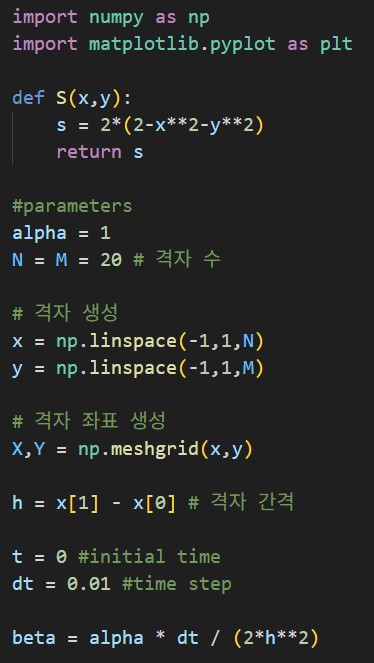 import numpy as np
import matplotlib.pyplot as plt

def S(x,y):
    s = 2*(2-x**2-y**2)
    return s

#parameters
alpha = 1
N = M = 20 # 격자 수

# 격자 생성
x = np.linspace(-1,1,N)
y = np.linspace(-1,1,M)

# 격자 좌표 생성
X,Y = np.meshgrid(x,y)

h = x[1] - x[0] # 격자 간격

t = 0 #initial time
dt = 0.01 #time step

beta = alpha * dt / (2*h**2)